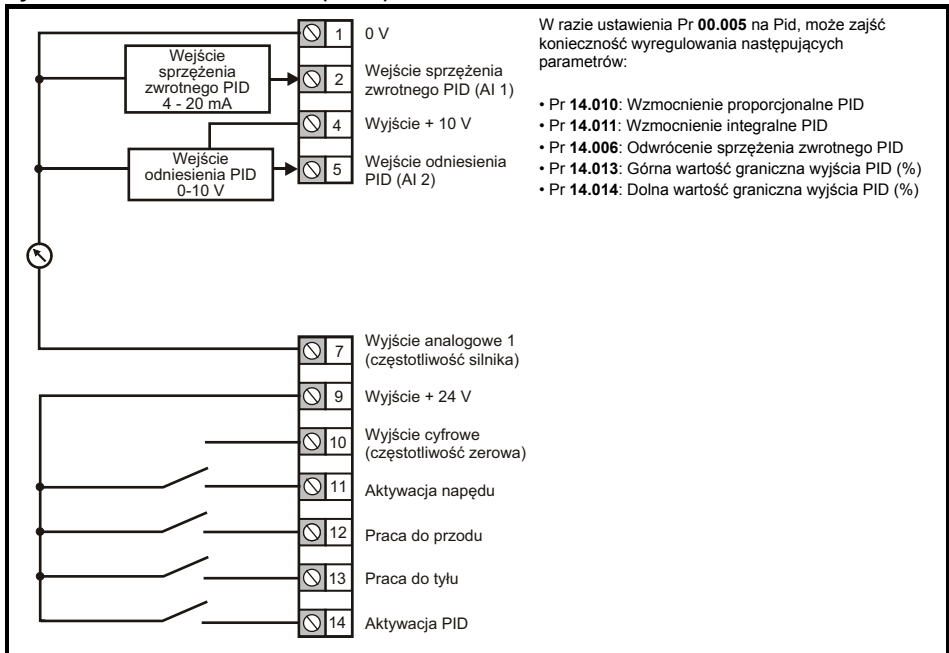 1 0 V
Wejście
sprzężenia
zwrotnego PID
4 - 20 mA
2 Wejście sprzężenia
zwrotnego PID (AI 1)
4 Wyjście + 10 V
Wejście
odniesienia PID
0-10 V
5 Wejście odniesienia
PID (AI 2)
7 Wyjście analogowe 1
(częstotliwość silnika)
9 Wyjście + 24 V
10 Wyjście cyfrowe
(częstotliwość zerowa)
11 Aktywacja napędu
12 Praca do przodu
13 Praca do tyłu
14 Aktywacja PID
W razie ustawienia Pr 00.005 na Pid, może zajść
konieczność wyregulowania następujących
parametrów:
• Pr 14.010: Wzmocnienie proporcjonalne PID
• Pr 14.011: Wzmocnienie integralne PID
• Pr 14.006: Odwrócenie sprzężenia zwrotnego PID
• Pr 14.013: Górna wartość graniczna wyjścia PID (%)
• Pr 14.014: Dolna wartość graniczna wyjścia PID (%)